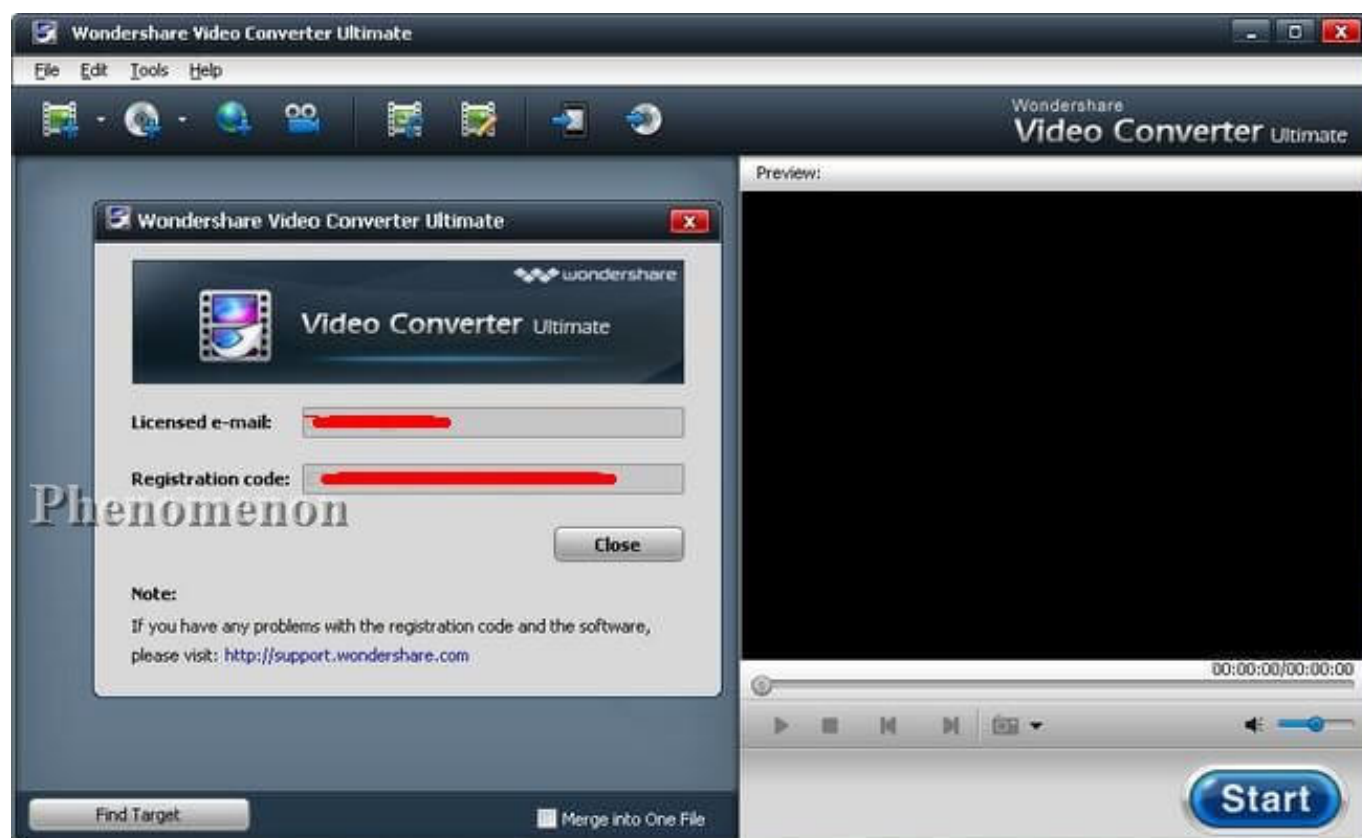 Wondershare Video Converter Ultimate
File Edit Tools Help
Wondershare
Video Converter Ultimate
Preview:
Wondershare Video Converter Ultimate
wondershare
Video Converter Ultimate
Licensed e-mail:
Registration code:
Phenomenon
Close
Note:
If you have any problems with the registration code and the software,
please visit: http://support.wondershare.com
00:00:00/00:00:00
Start
Find Target
Merge into One File